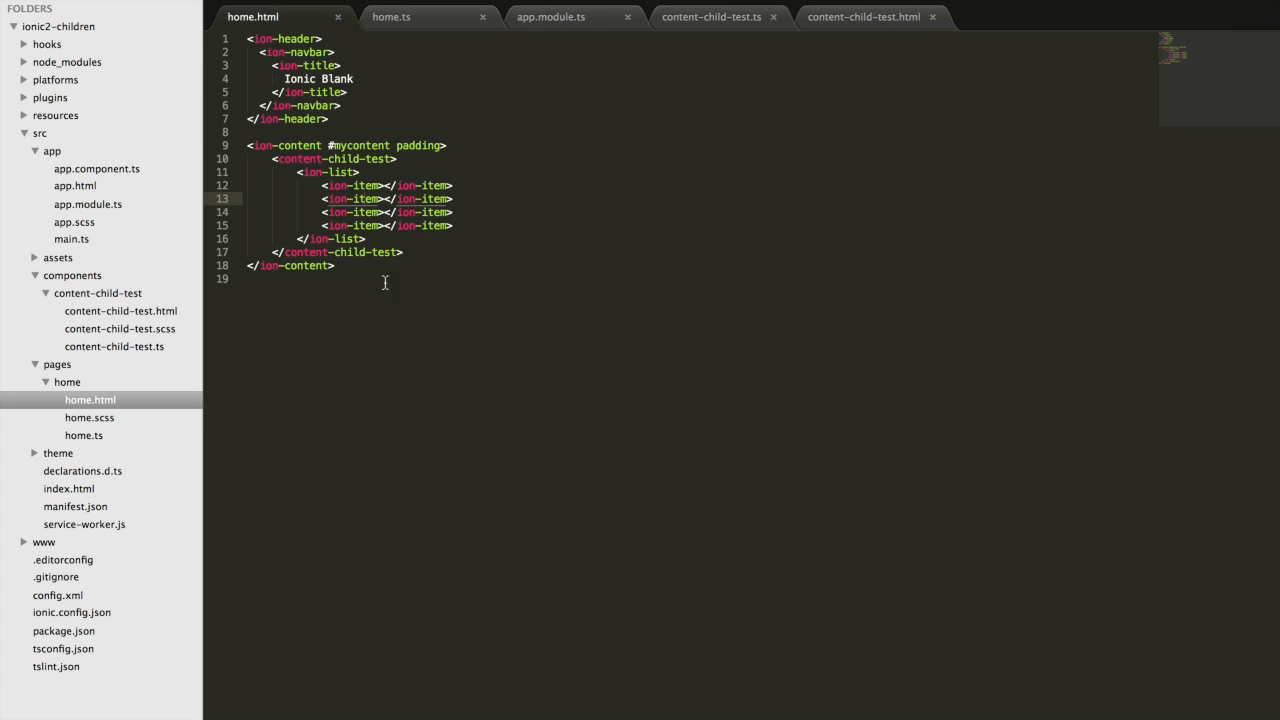 FOLDERS
ionic2-children
hooks
node_modules
platforms
plugins
resources
src
app
app.component.ts
app.html
app.module.ts
app.scss
main.ts
assets
components
content-child-test
content-child-test.html
content-child-test.scss
content-child-test.ts
pages
home
home.html
home.scss
home.ts
theme
declarations.d.ts
index.html
manifest.json
service-worker.js
www
.editorconfig
.gitignore
config.xml
ionic.config.json
package.json
tsconfig.json
tslint.json
home.html × home.ts × app.module.ts × content-child-test.ts × content-child-test.html ×
1 <ion-header>
2 <ion-navbar>
3 <ion-title>
4 Ionic Blank
5 </ion-title>
6 </ion-navbar>
7 </ion-header>
8
9 <ion-content #mycontent padding>
10 <content-child-test>
11 <ion-list>
12 <ion-item></ion-item>
13 <ion-item></ion-item>
14 <ion-item></ion-item>
15 <ion-item></ion-item>
16 </ion-list>
17 </content-child-test>
18 </ion-content>
19